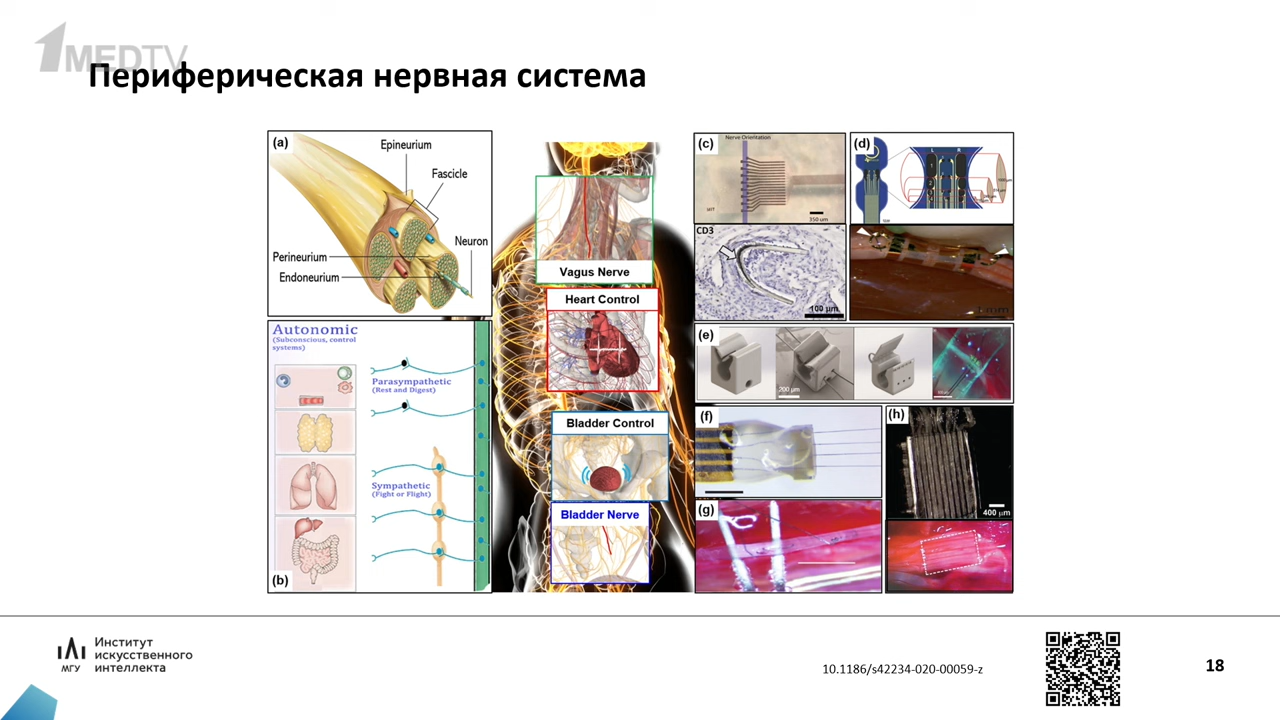 1MEDTV
Периферическая нервная система
(a)
Epineurium
Fascicle
Neuron
Perineurium
Endoneurium
Autonomic
(Subconscious, control
systems)
Parasympathetic
(Rest and Digest)
Sympathetic
(Fight or Flight)
(b)
Vagus Nerve
Heart Control
Bladder Control
Bladder Nerve
(c)
Nerve Orientation
350 um
CD3
100 μm
(d)
L
R
(e)
200 μm
(f)
(g)
(h)
400 μm
Институт
искусственного
интеллекта
МГУ
10.1186/s42234-020-00059-z
18